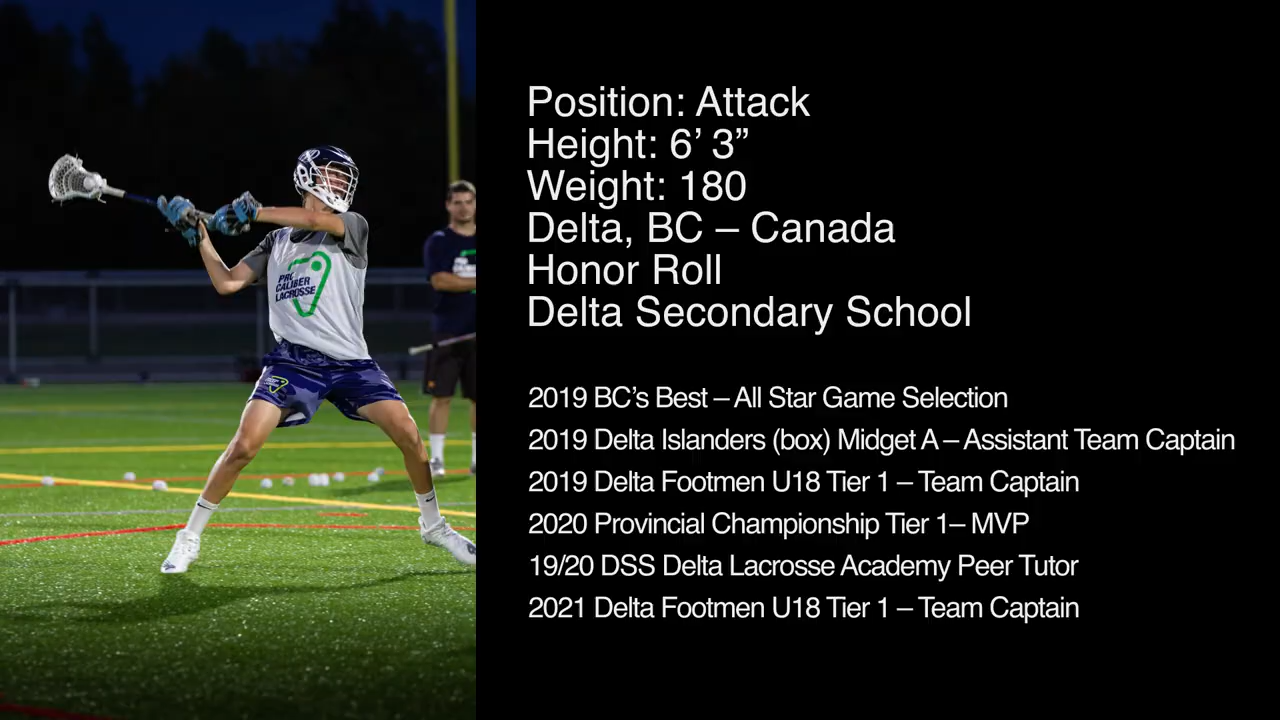 PRO
CALIBER
LACROSSE
Position: Attack
Height: 6’ 3”
Weight: 180
Delta, BC – Canada
Honor Roll
Delta Secondary School
2019 BC’s Best – All Star Game Selection
2019 Delta Islanders (box) Midget A – Assistant Team Captain
2019 Delta Footmen U18 Tier 1 – Team Captain
2020 Provincial Championship Tier 1– MVP
19/20 DSS Delta Lacrosse Academy Peer Tutor
2021 Delta Footmen U18 Tier 1 – Team Captain